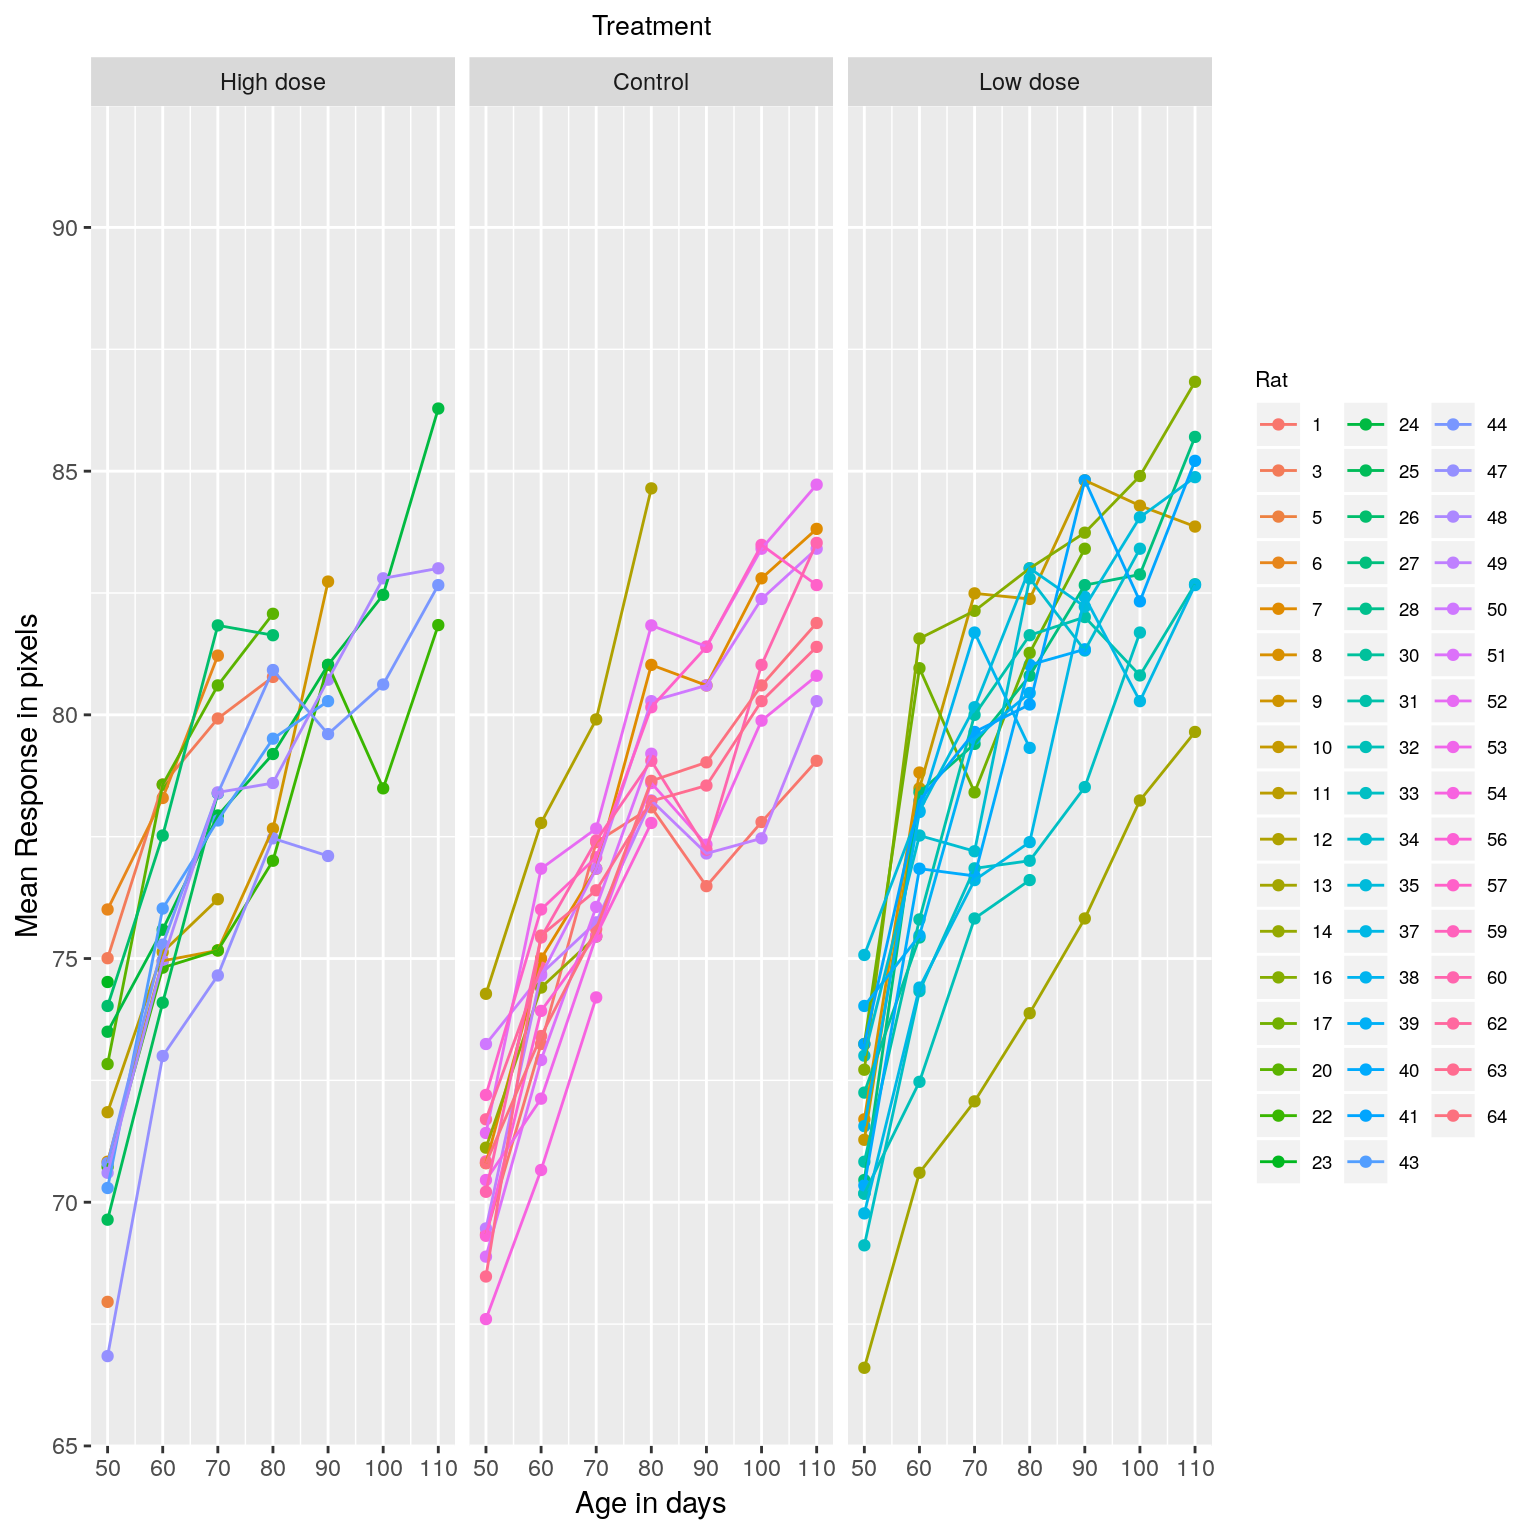 Treatment
High dose Control Low dose
90
85
80
75
70
65
Mean Response in pixels
50 60 70 80 90 100 110 50 60 70 80 90 100 110 50 60 70 80 90 100 110
Age in days
Rat
1 24 44
3 25 47
5 26 48
6 27 49
7 28 50
8 30 51
9 31 52
10 32 53
11 33 54
12 34 56
13 35 57
14 37 59
16 38 60
17 39 62
20 40 63
22 41 64
23 43